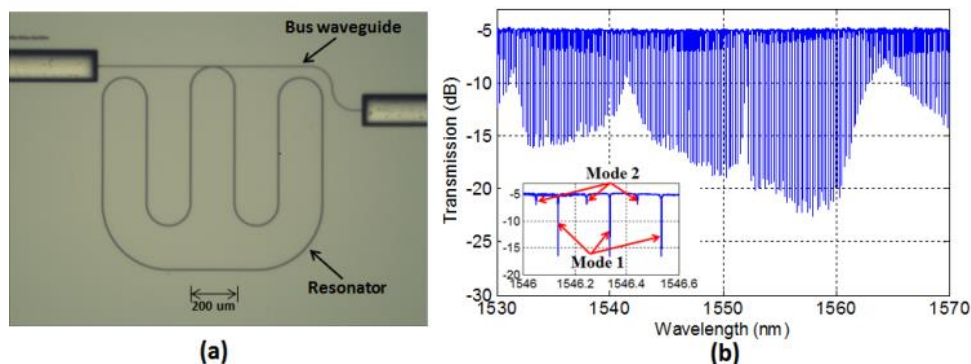 Bus waveguide
Resonator
200 um
(a)
Transmission (dB)
-5
-10
-15
-20
-25
-30
1530
1540
1550
1560
1570
Wavelength (nm)
Mode 2
Mode 1
-5
-10
-15
-20
1546
1546.2
1546.4
1546.6
(b)